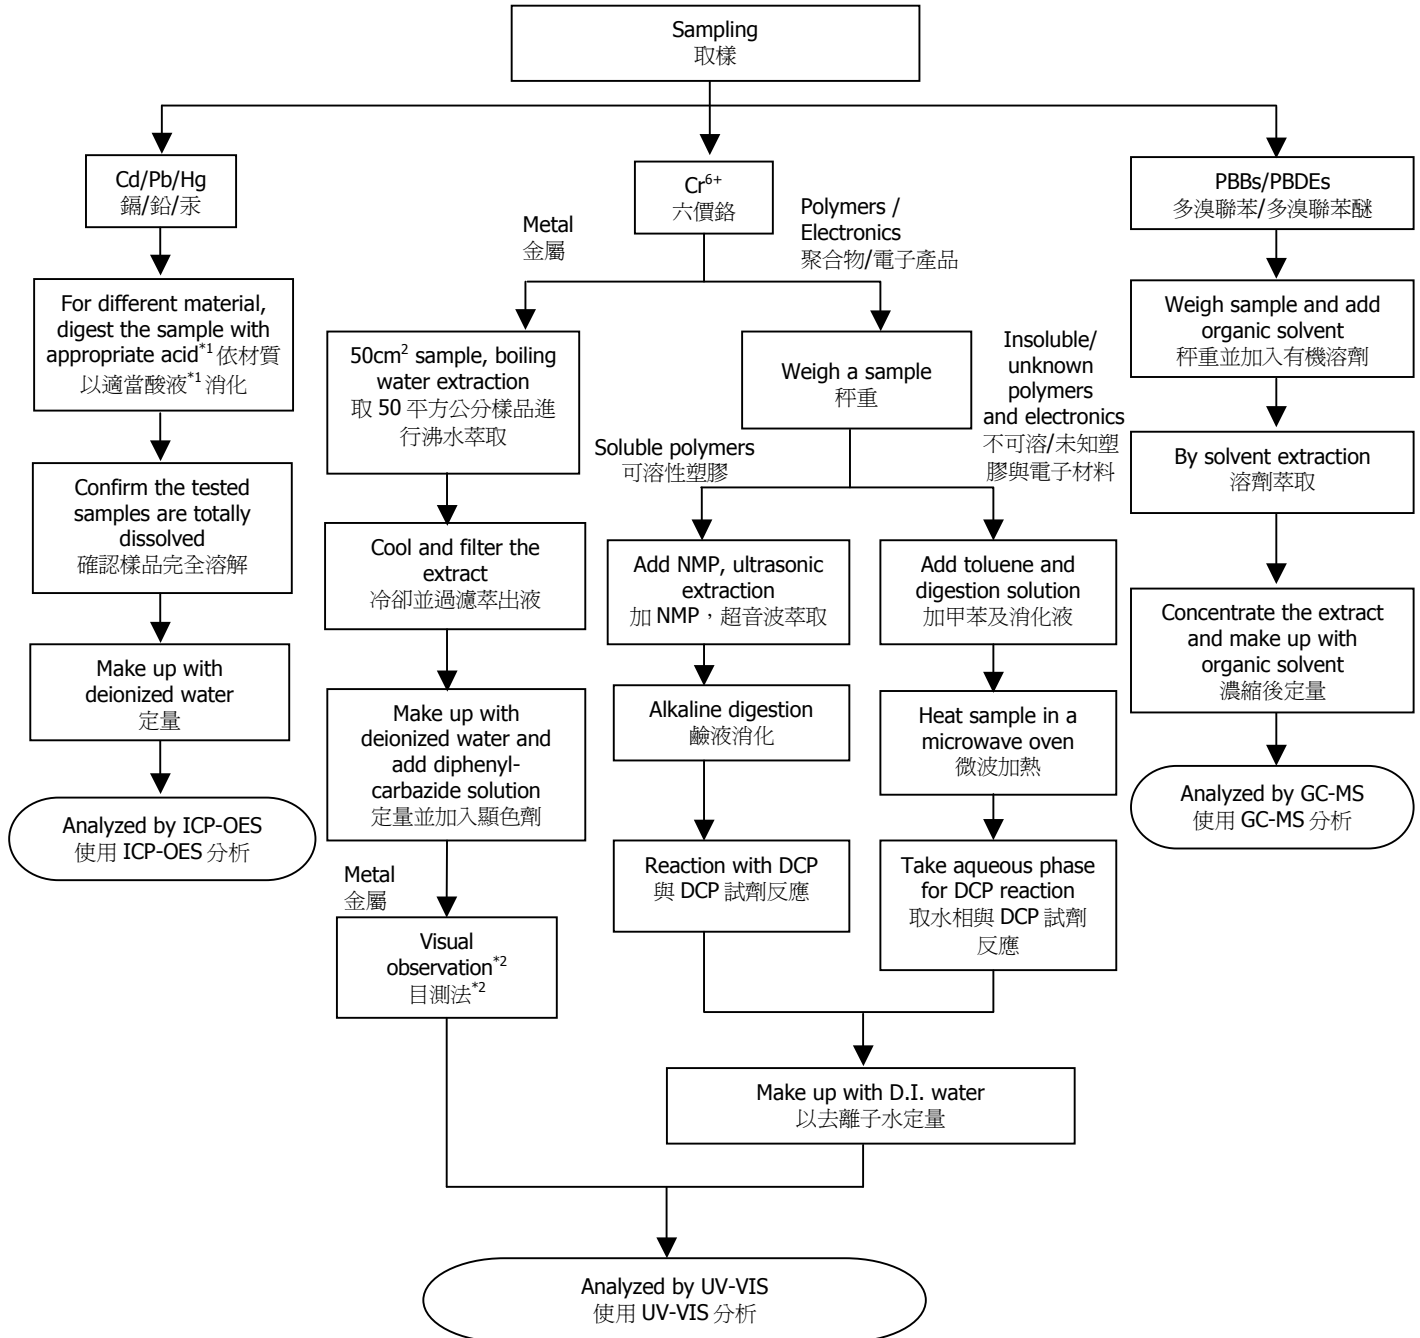 Sampling
取樣
Cd/Pb/Hg
鎘/鉛/汞
For different material,
digest the sample with
appropriate acid*1 依材質
以適當酸液*1 消化
Confirm the tested
samples are totally
dissolved
確認樣品完全溶解
Make up with
deionized water
定量
Analyzed by ICP-OES
使用 ICP-OES 分析
Cr6+
六價鉻
Metal
金屬
Polymers /
Electronics
聚合物/電子產品
50cm2 sample, boiling
water extraction
取 50 平方公分樣品進
行沸水萃取
Cool and filter the
extract
冷卻並過濾萃出液
Make up with
deionized water and
add diphenyl-
carbazide solution
定量並加入顯色劑
Metal
金屬
Visual
observation*2
目測法*2
Weigh a sample
秤重
Soluble polymers
可溶性塑膠
Insoluble/
unknown
polymers
and electronics
不可溶/未知塑
膠與電子材料
Add NMP, ultrasonic
extraction
加 NMP，超音波萃取
Alkaline digestion
鹼液消化
Reaction with DCP
與 DCP 試劑反應
Add toluene and
digestion solution
加甲苯及消化液
Heat sample in a
microwave oven
微波加熱
Take aqueous phase
for DCP reaction
取水相與 DCP 試劑
反應
Make up with D.I. water
以去離子水定量
Analyzed by UV-VIS
使用 UV-VIS 分析
PBBs/PBDEs
多溴聯苯/多溴聯苯醚
Weigh sample and add
organic solvent
秤重並加入有機溶劑
By solvent extraction
溶劑萃取
Concentrate the extract
and make up with
organic solvent
濃縮後定量
Analyzed by GC-MS
使用 GC-MS 分析